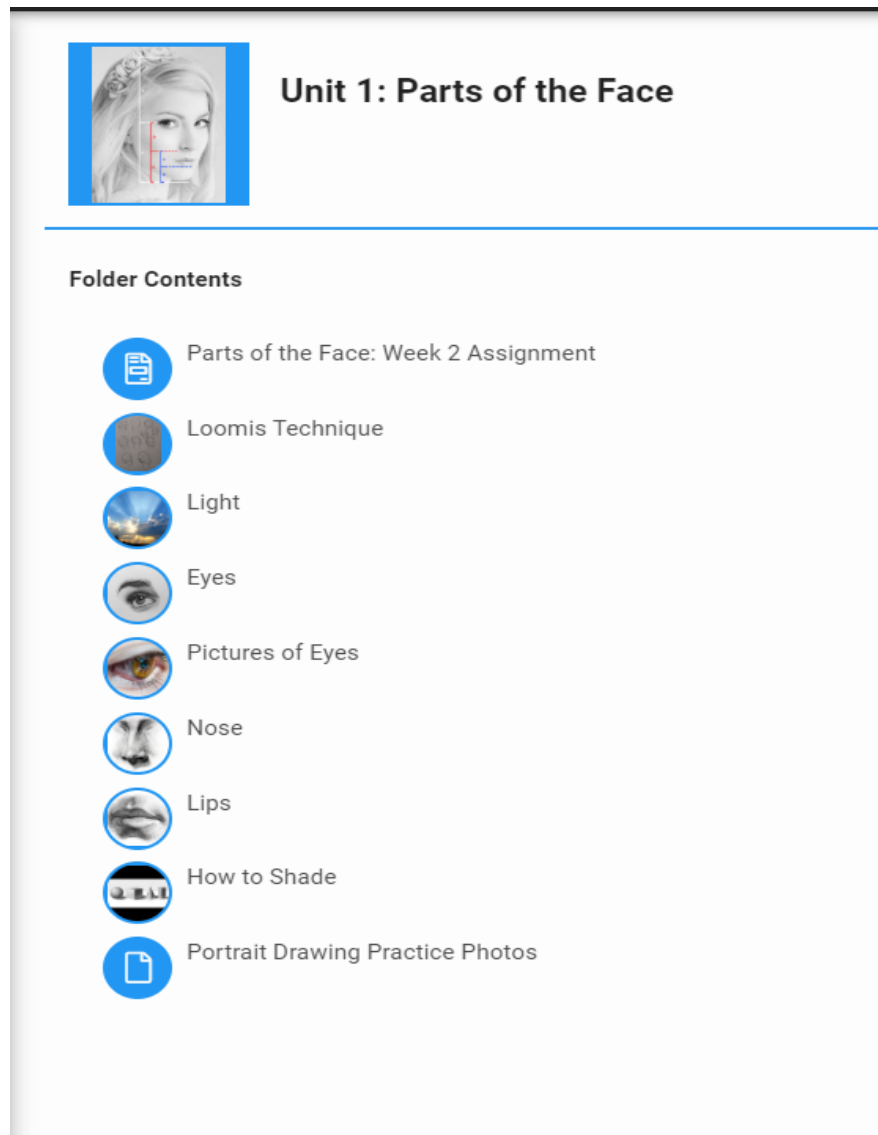 Unit 1: Parts of the Face
Folder Contents
Parts of the Face: Week 2 Assignment
Loomis Technique
Light
Eyes
Pictures of Eyes
Nose
Lips
How to Shade
Portrait Drawing Practice Photos